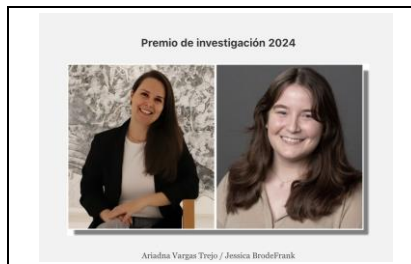 Premio de investigación 2024
Ariadna Vargas Trejo / Jessica BrodeFrank